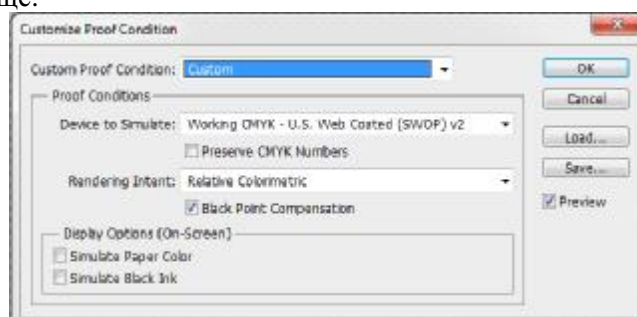 ще.
Customize Proof Condition
Custom Proof Condition: Custom
OK
Proof Conditions
Cancel
Device to Simulate: Working CMYK - U.S. Web Coated (SWOP) v2
Load...
Preserve CMYK Numbers
Save...
Rendering Intent: Relative Colorimetric
Preview
Black Point Compensation
Display Options (On-Screen)
Simulate Paper Color
Simulate Black Ink